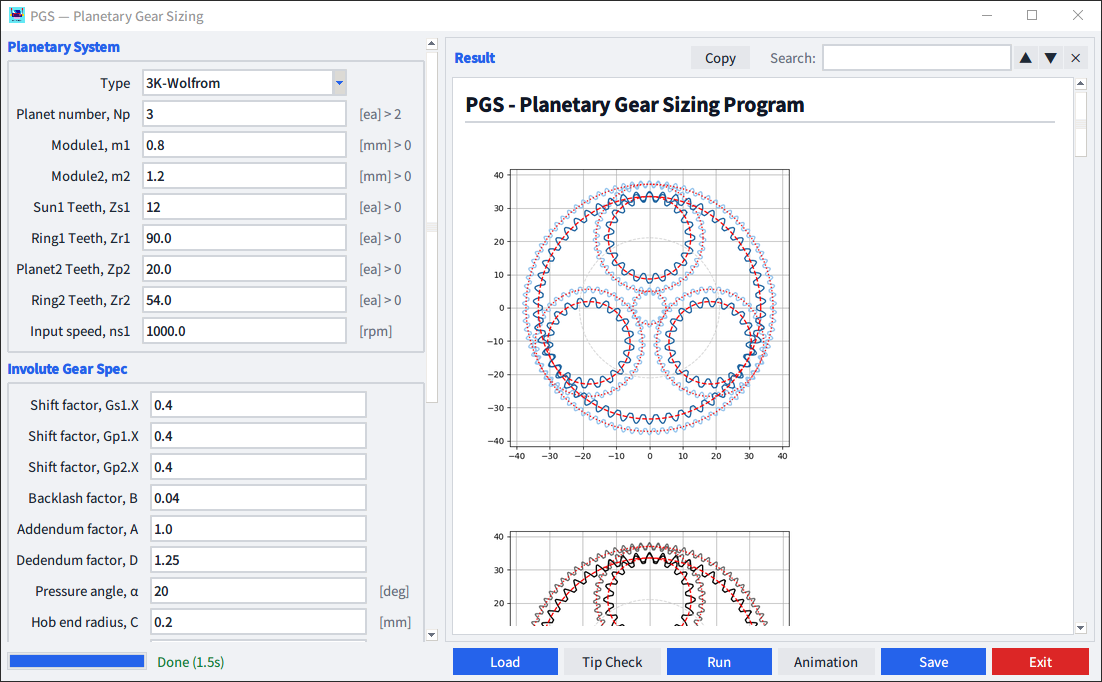 PGS — Planetary Gear Sizing
Planetary System
Type 3K-Wolfrom
Planet number, Np 3 [ea] > 2
Module1, m1 0.8 [mm] > 0
Module2, m2 1.2 [mm] > 0
Sun1 Teeth, Zs1 12 [ea] > 0
Ring1 Teeth, Zr1 90.0 [ea] > 0
Planet2 Teeth, Zp2 20.0 [ea] > 0
Ring2 Teeth, Zr2 54.0 [ea] > 0
Input speed, ns1 1000.0 [rpm]
Involute Gear Spec
Shift factor, Gs1.X 0.4
Shift factor, Gp1.X 0.4
Shift factor, Gp2.X 0.4
Backlash factor, B 0.04
Addendum factor, A 1.0
Dedendum factor, D 1.25
Pressure angle, α 20 [deg]
Hob end radius, C 0.2 [mm]
Done (1.5s)
Result Copy Search: ▲ ▼ ✕
PGS - Planetary Gear Sizing Program
40
30
20
10
0
−10
−20
−30
−40
−40 −30 −20 −10 0 10 20 30 40
40
30
20
Load Tip Check Run Animation Save Exit